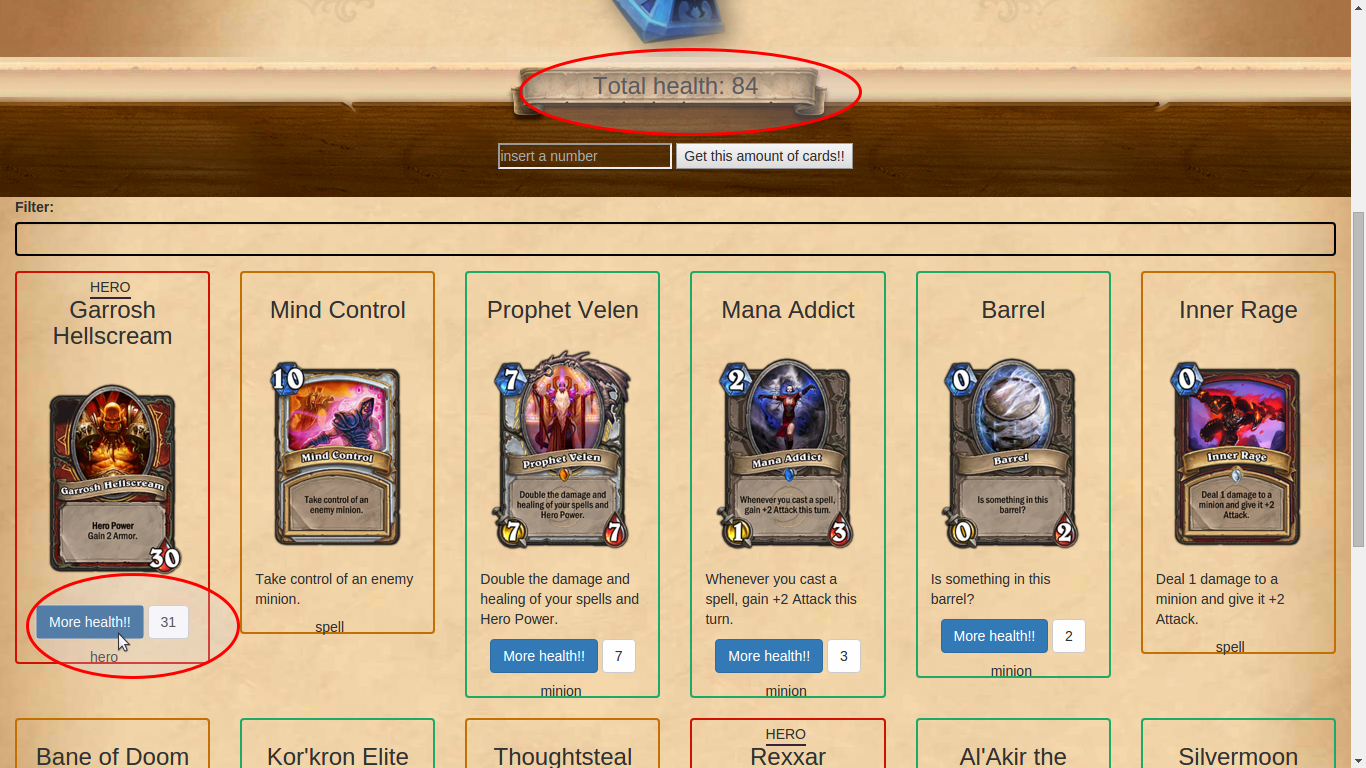 Total health: 84
insert a number
Get this amount of cards!!
Filter:
HERO
Garrosh
Hellscream
Garrosh Hellscream
Hero Power
Gain 2 Armor.
30
More health!! 31
hero
Mind Control
10
Mind Control
Take control of an
enemy minion.
Take control of an enemy
minion.
spell
Prophet Velen
7
Prophet Velen
Double the damage and
healing of your spells and
Hero Power.
7 7
Double the damage and
healing of your spells and
Hero Power.
More health!! 7
minion
Mana Addict
2
Mana Addict
Whenever you cast a spell,
gain +2 Attack this turn.
1 3
Whenever you cast a
spell, gain +2 Attack this
turn.
More health!! 3
minion
Barrel
0
Barrel
Is something in this
barrel?
0 2
Is something in this
barrel?
More health!! 2
minion
Inner Rage
0
Inner Rage
Deal 1 damage to a
minion and give it +2
Attack.
Deal 1 damage to a
minion and give it +2
Attack.
spell
Bane of Doom
Kor'kron Elite
Thoughtsteal
HERO
Rexxar
Al'Akir the
Silvermoon